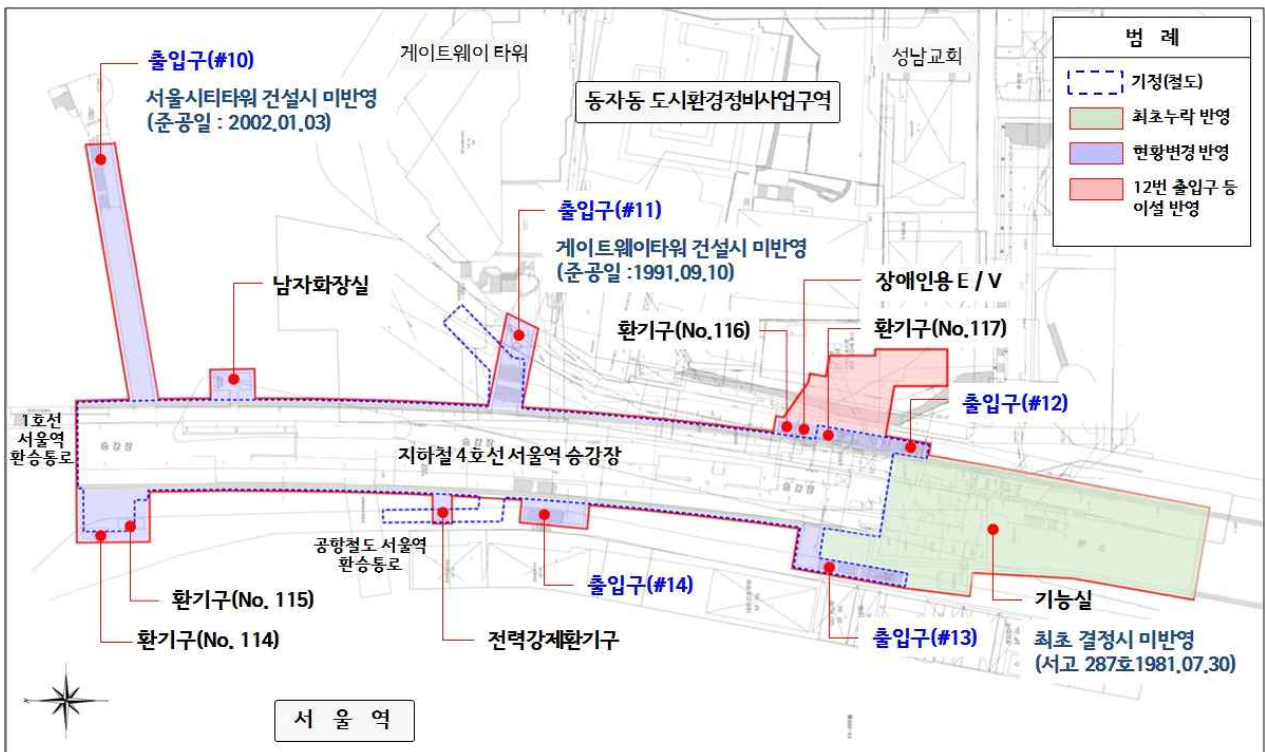 출입구(#10)
서울시티타워 건설시 미반영
(준공일 : 2002.01.03)
게이트웨이 타워
성남교회
동자동 도시환경정비사업구역
범 례
기정(철도)
최초누락 반영
현황변경 반영
12번 출입구 등
이설 반영
출입구(#11)
게이트웨이타워 건설시 미반영
(준공일 :1991.09.10)
남자화장실
장애인용 E / V
환기구(No.116)
환기구(No.117)
출입구(#12)
1호선
서울역
환승통로
승강장
승강장
지하철 4호선 서울역 승강장
승강장
공항철도 서울역
환승통로
환기구(No. 115)
환기구(No. 114)
전력강제환기구
출입구(#14)
출입구(#13)
기능실
최초 결정시 미반영
(서고 287호1981.07.30)
서 울 역